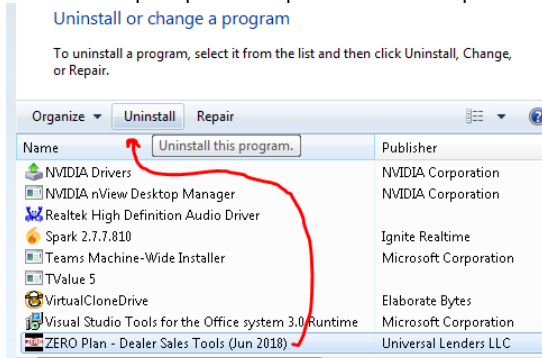 Uninstall or change a program
To uninstall a program, select it from the list and then click Uninstall, Change,
or Repair.
Organize Uninstall Repair
Name Uninstall this program. Publisher
NVIDIA Drivers NVIDIA Corporation
NVIDIA nView Desktop Manager NVIDIA Corporation
Realtek High Definition Audio Driver
Spark 2.7.7.810 Ignite Realtime
Teams Machine-Wide Installer Microsoft Corporation
TValue 5
VirtualCloneDrive Elaborate Bytes
Visual Studio Tools for the Office system 3.0 Runtime Microsoft Corporation
ZERO Plan - Dealer Sales Tools (Jun 2018) Universal Lenders LLC